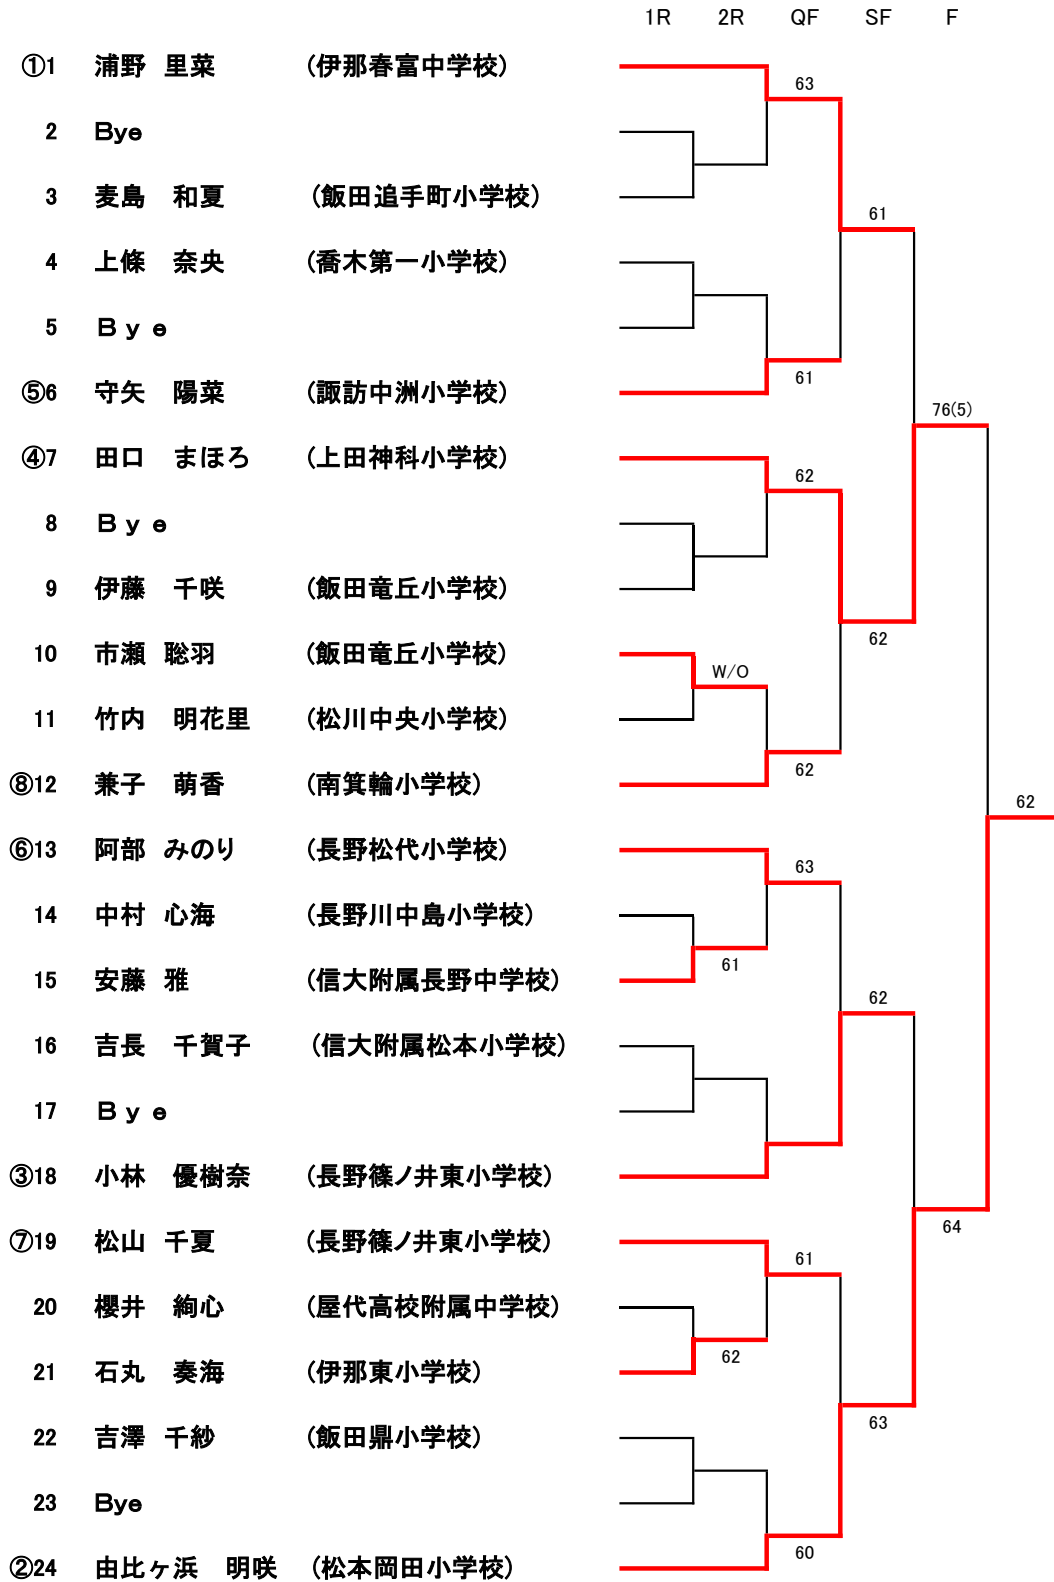 1R 2R QF SF F
①1 浦野 里菜 (伊那春富中学校)
63
2 Bye
3 麦島 和夏 (飯田追手町小学校)
61
4 上條 奈央 (喬木第一小学校)
5 Bye
61
⑤6 守矢 陽菜 (諏訪中洲小学校)
76(5)
④7 田口 まほろ (上田神科小学校)
62
8 Bye
9 伊藤 千咲 (飯田竜丘小学校)
62
10 市瀬 聡羽 (飯田竜丘小学校)
W/O
11 竹内 明花里 (松川中央小学校)
62
⑧12 兼子 萌香 (南箕輪小学校)
62
⑥13 阿部 みのり (長野松代小学校)
63
14 中村 心海 (長野川中島小学校)
61
15 安藤 雅 (信大附属長野中学校)
62
16 吉長 千賀子 (信大附属松本小学校)
17 Bye
③18 小林 優樹奈 (長野篠ノ井東小学校)
64
⑦19 松山 千夏 (長野篠ノ井東小学校)
61
20 櫻井 絢心 (屋代高校附属中学校)
62
21 石丸 奏海 (伊那東小学校)
63
22 吉澤 千紗 (飯田鼎小学校)
23 Bye
60
②24 由比ヶ浜 明咲 (松本岡田小学校)